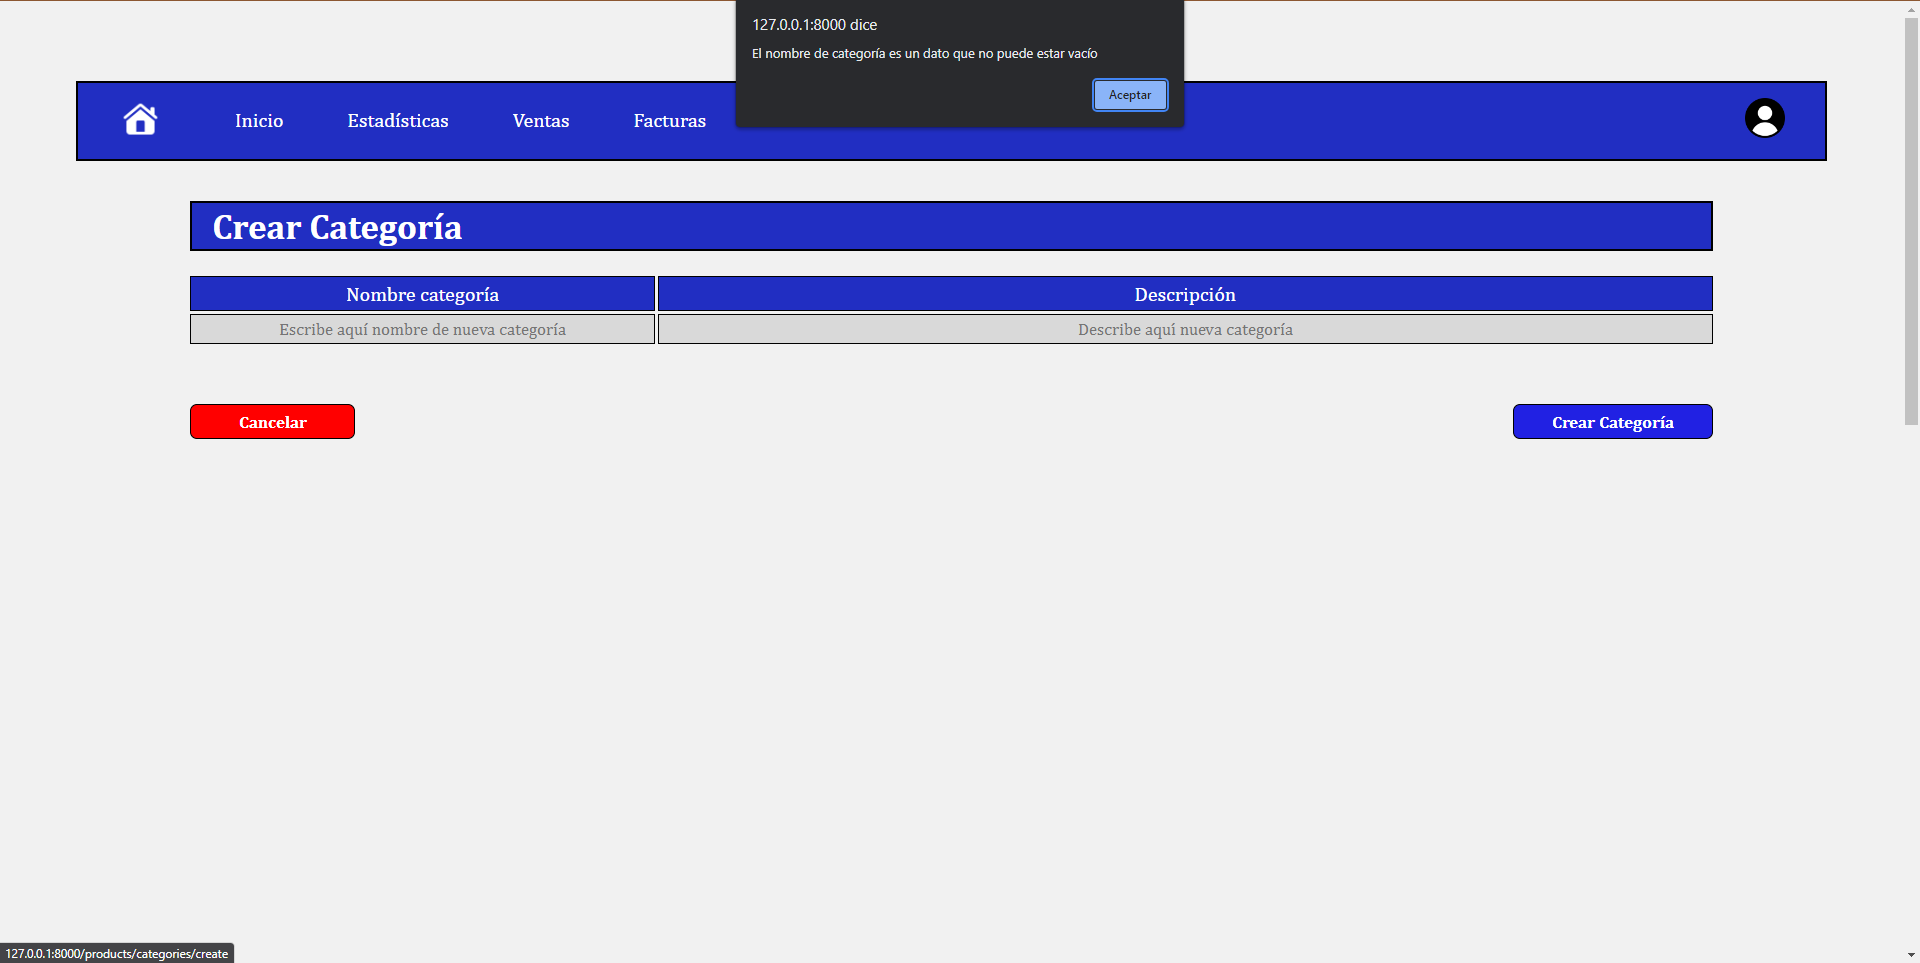 127.0.0.1:8000 dice
El nombre de categoría es un dato que no puede estar vacío
Aceptar
Inicio Estadísticas Ventas Facturas
Crear Categoría
Nombre categoría Descripción
Escribe aquí nombre de nueva categoría Describe aquí nueva categoría
Cancelar Crear Categoría
127.0.0.1:8000/products/categories/create